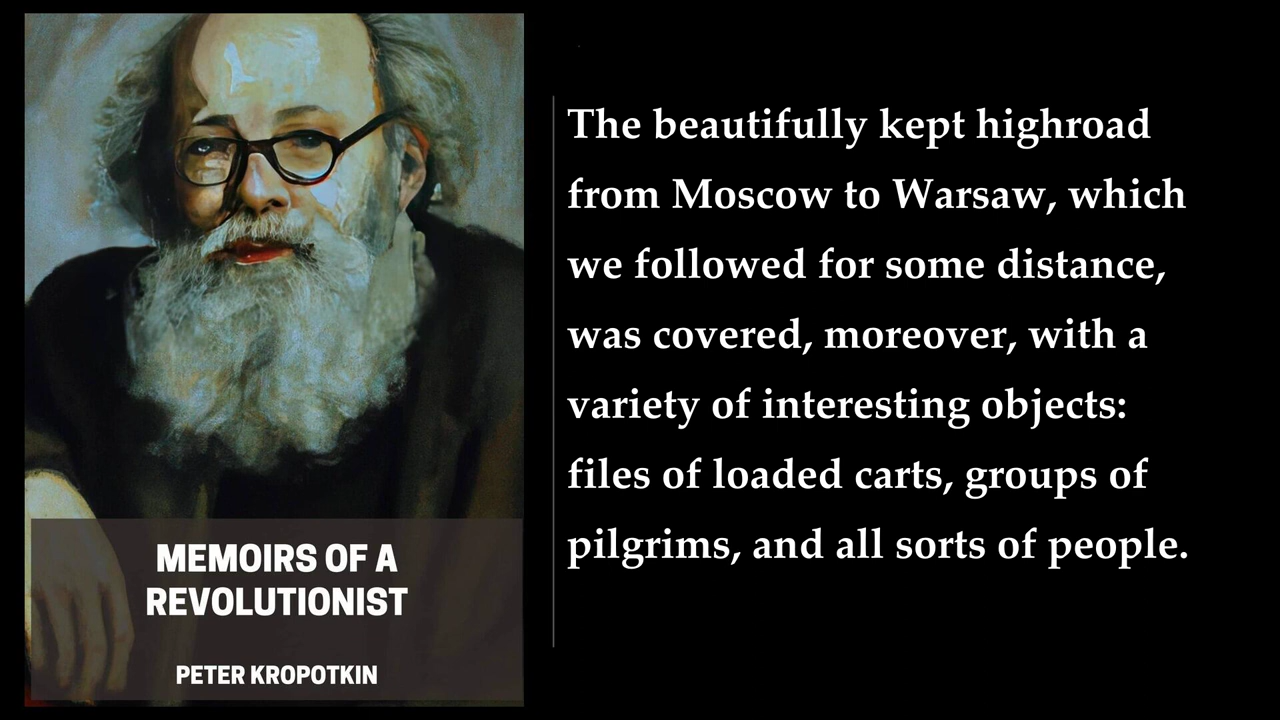 MEMOIRS OF A
REVOLUTIONIST
PETER KROPOTKIN
The beautifully kept highroad
from Moscow to Warsaw, which
we followed for some distance,
was covered, moreover, with a
variety of interesting objects:
files of loaded carts, groups of
pilgrims, and all sorts of people.